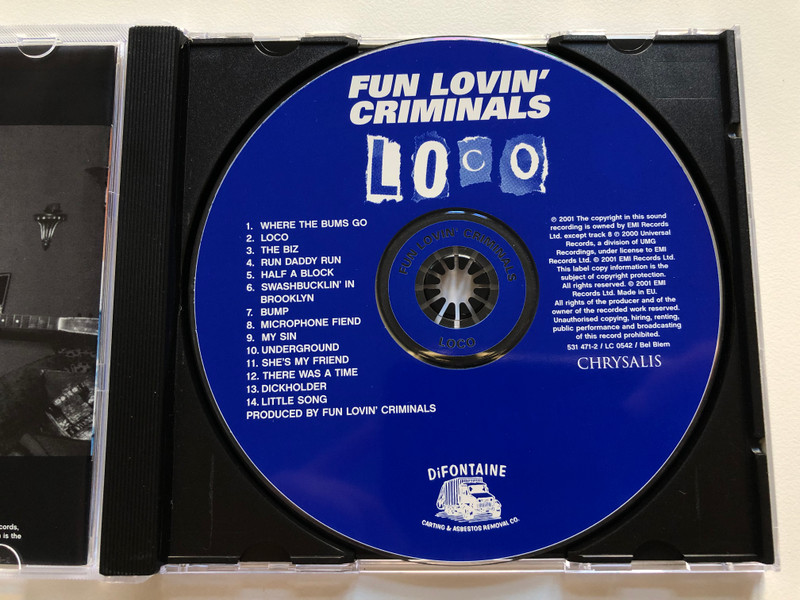 FUN LOVIN'
CRIMINALS
LOCO
1. WHERE THE BUMS GO
2. LOCO
3. THE BIZ
4. RUN DADDY RUN
5. HALF A BLOCK
6. SWASHBUCKLIN' IN
BROOKLYN
7. BUMP
8. MICROPHONE FIEND
9. MY SIN
10. UNDERGROUND
11. SHE'S MY FRIEND
12. THERE WAS A TIME
13. DICKHOLDER
14. LITTLE SONG
PRODUCED BY FUN LOVIN' CRIMINALS
FUN LOVIN' CRIMINALS
LOCO
℗ 2001 The copyright in this sound
recording is owned by EMI Records
Ltd. except track 8 ℗ 2000 Universal
Records, a division of UMG
Recordings, under license to EMI
Records Ltd. © 2001 EMI Records Ltd.
This label copy information is the
subject of copyright protection.
All rights reserved. © 2001 EMI
Records Ltd. Made in EU.
All rights of the producer and of the
owner of the recorded work reserved.
Unauthorised copying, hiring, renting,
public performance and broadcasting
of this record prohibited.
531 471-2 / LC 0542 / Bel Biem
CHRYSALIS
DiFONTAINE
CARTING & ASBESTOS REMOVAL CO.
cords,
is the